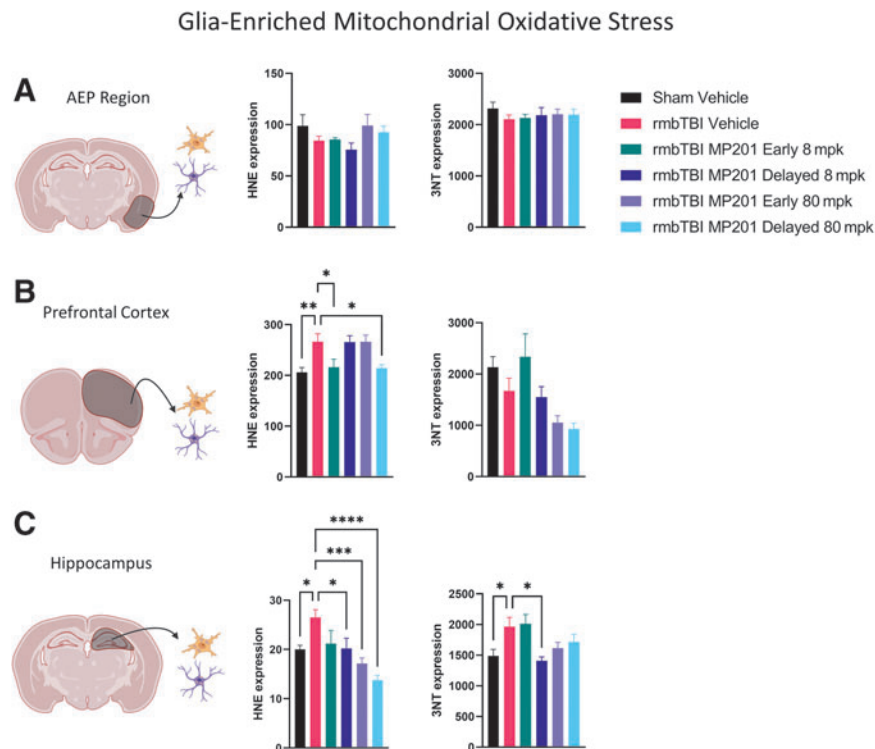 Glia-Enriched Mitochondrial Oxidative Stress
A
AEP Region
HNE expression
150
100
50
0
3NT expression
3000
2000
1000
0
Sham Vehicle
rmbTBI Vehicle
rmbTBI MP201 Early 8 mpk
rmbTBI MP201 Delayed 8 mpk
rmbTBI MP201 Early 80 mpk
rmbTBI MP201 Delayed 80 mpk
B
Prefrontal Cortex
HNE expression
300
200
100
0
*
** *
3NT expression
3000
2000
1000
0
C
Hippocampus
HNE expression
30
20
10
0
****
***
* *
3NT expression
2500
2000
1500
1000
500
0
* *